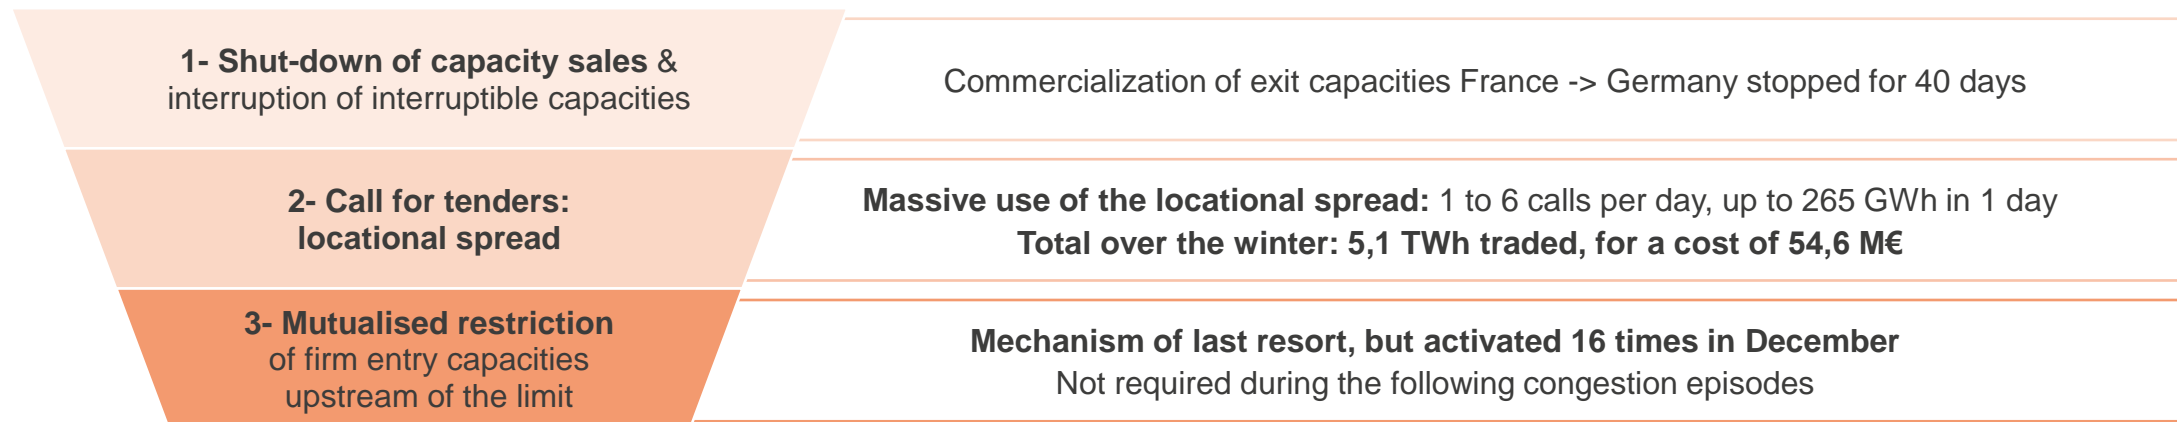 1- Shut-down of capacity sales &
interruption of interruptible capacities
Commercialization of exit capacities France -> Germany stopped for 40 days
2- Call for tenders:
locational spread
Massive use of the locational spread: 1 to 6 calls per day, up to 265 GWh in 1 day
Total over the winter: 5,1 TWh traded, for a cost of 54,6 M€
3- Mutualised restriction
of firm entry capacities
upstream of the limit
Mechanism of last resort, but activated 16 times in December
Not required during the following congestion episodes